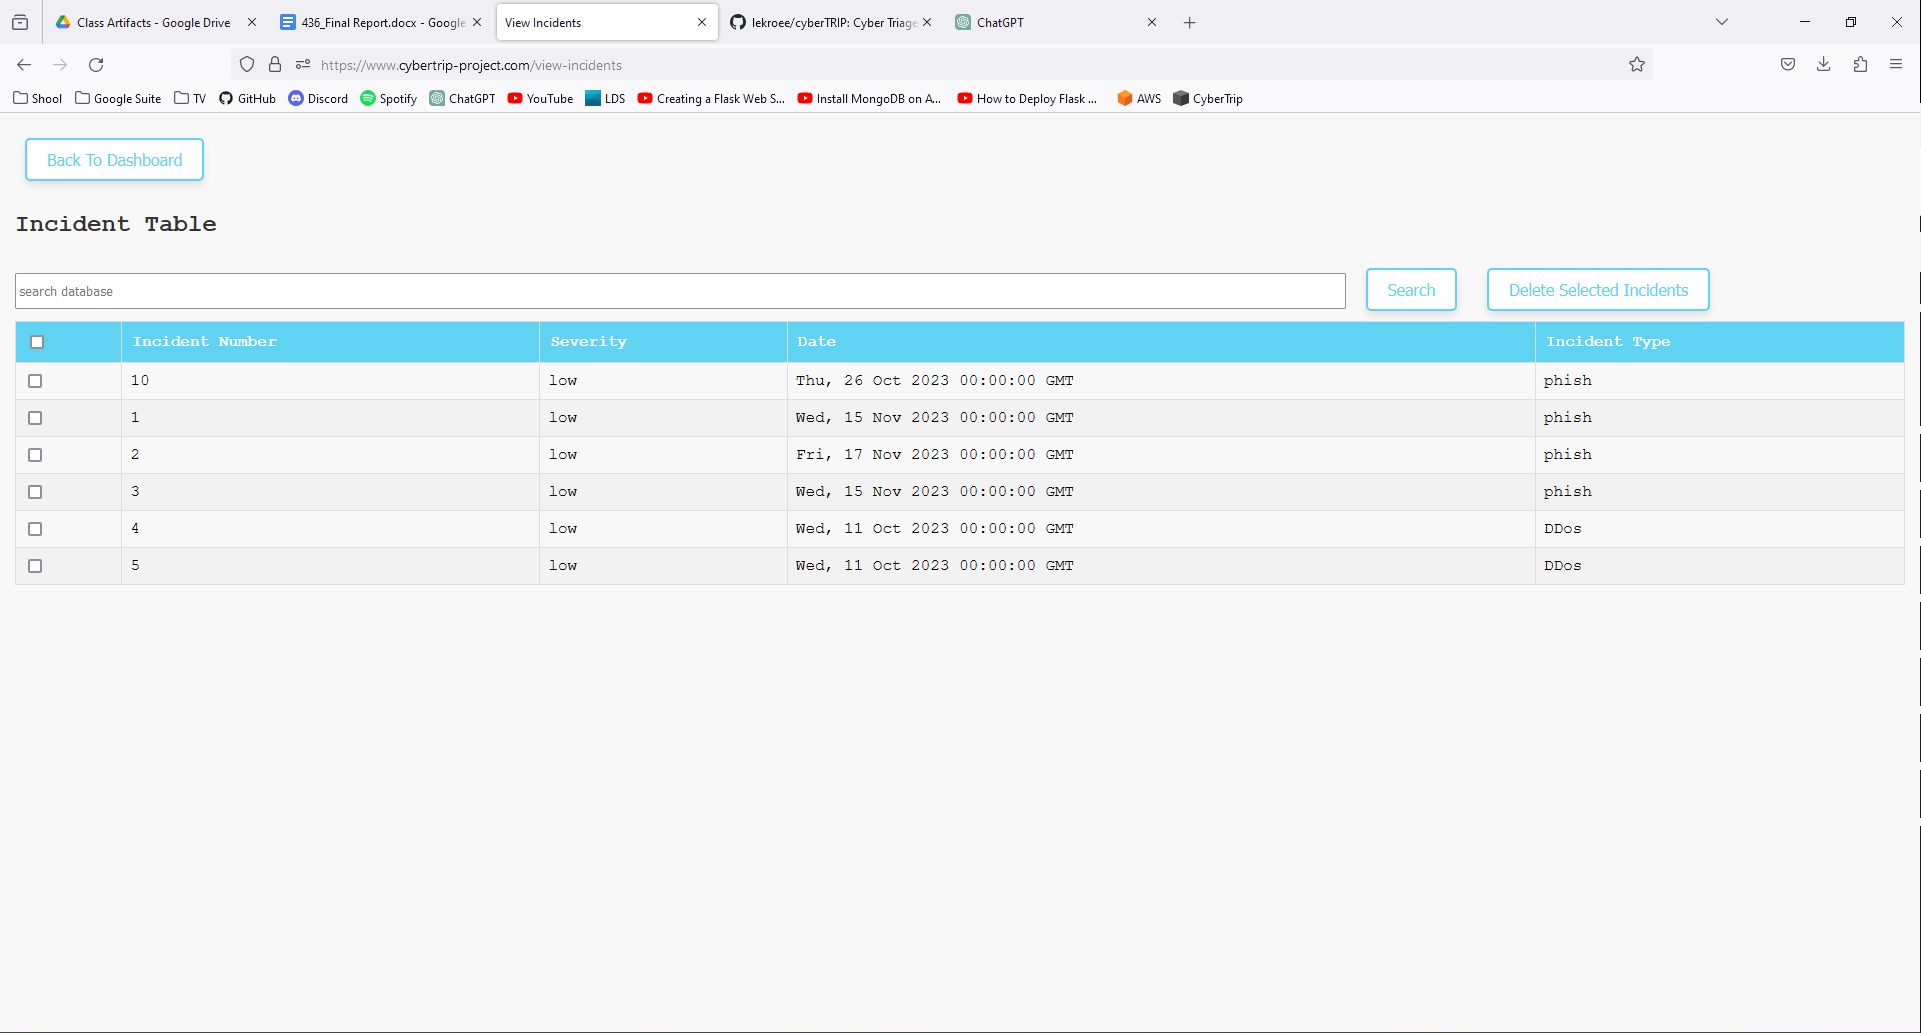 Class Artifacts - Google Drive 436_Final Report.docx - Google View Incidents lekroee/cyberTRIP: Cyber Triage ChatGPT
https://www.cybertrip-project.com/view-incidents
Shool Google Suite TV GitHub Discord Spotify ChatGPT YouTube LDS Creating a Flask Web S... Install MongoDB on A... How to Deploy Flask ... AWS CyberTrip
Back To Dashboard
Incident Table
search database Search Delete Selected Incidents
Incident Number Severity Date Incident Type
10 low Thu, 26 Oct 2023 00:00:00 GMT phish
1 low Wed, 15 Nov 2023 00:00:00 GMT phish
2 low Fri, 17 Nov 2023 00:00:00 GMT phish
3 low Wed, 15 Nov 2023 00:00:00 GMT phish
4 low Wed, 11 Oct 2023 00:00:00 GMT DDos
5 low Wed, 11 Oct 2023 00:00:00 GMT DDos